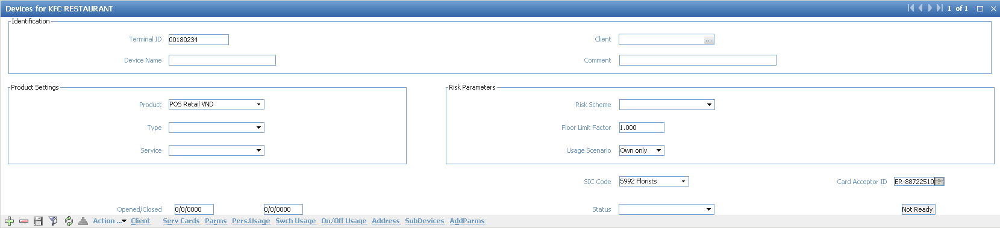 Devices for KFC RESTAURANT 1 of 1
Identification
Terminal ID 00180234 Client ...
Device Name Comment
Product Settings Risk Parameters
Product POS Retail VND Risk Scheme
Type Floor Limit Factor 1.000
Service Usage Scenario Own only
SIC Code 5992 Florists Card Acceptor ID ER-88722510
Opened/Closed 0/0/0000 0/0/0000 Status Not Ready
Action ... Client Serv Cards Parms Pers.Usage Swch Usage On/Off Usage Address SubDevices AddParms